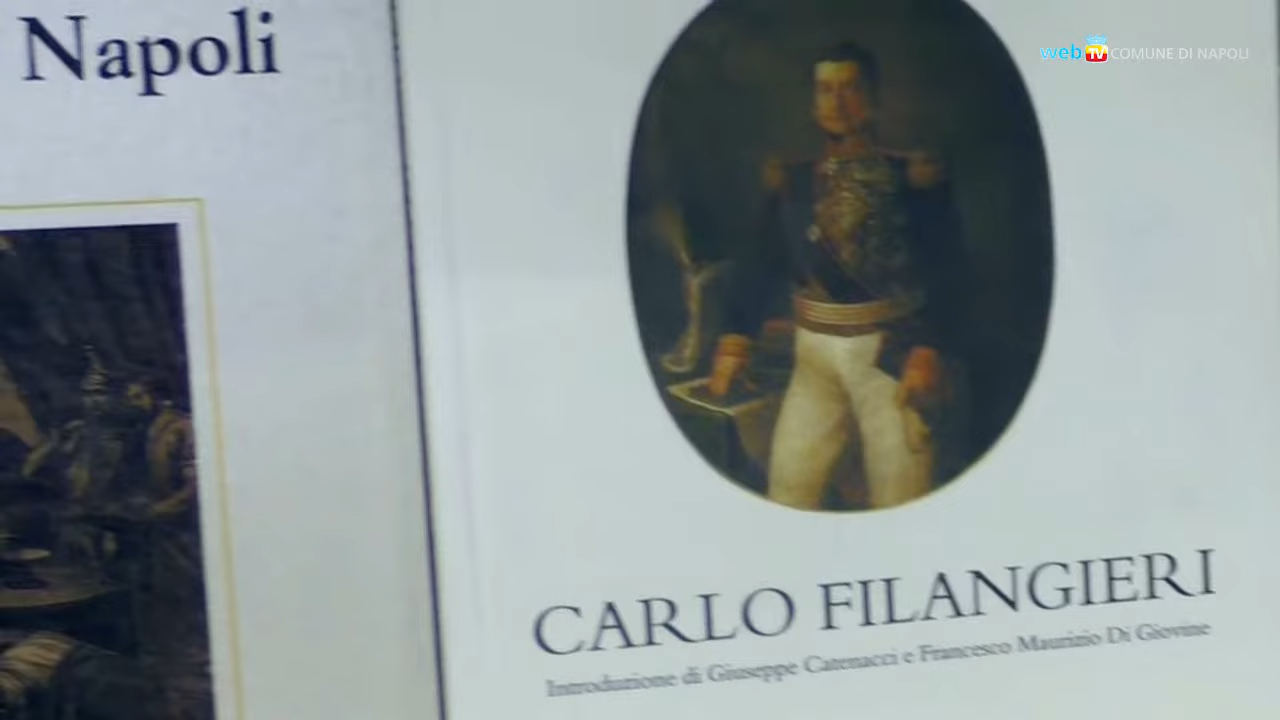 Napoli
web TV COMUNE DI NAPOLI
CARLO FILANGIERI
Introduzione di Giuseppe Catenacci e Francesco Maurizio Di Giovine